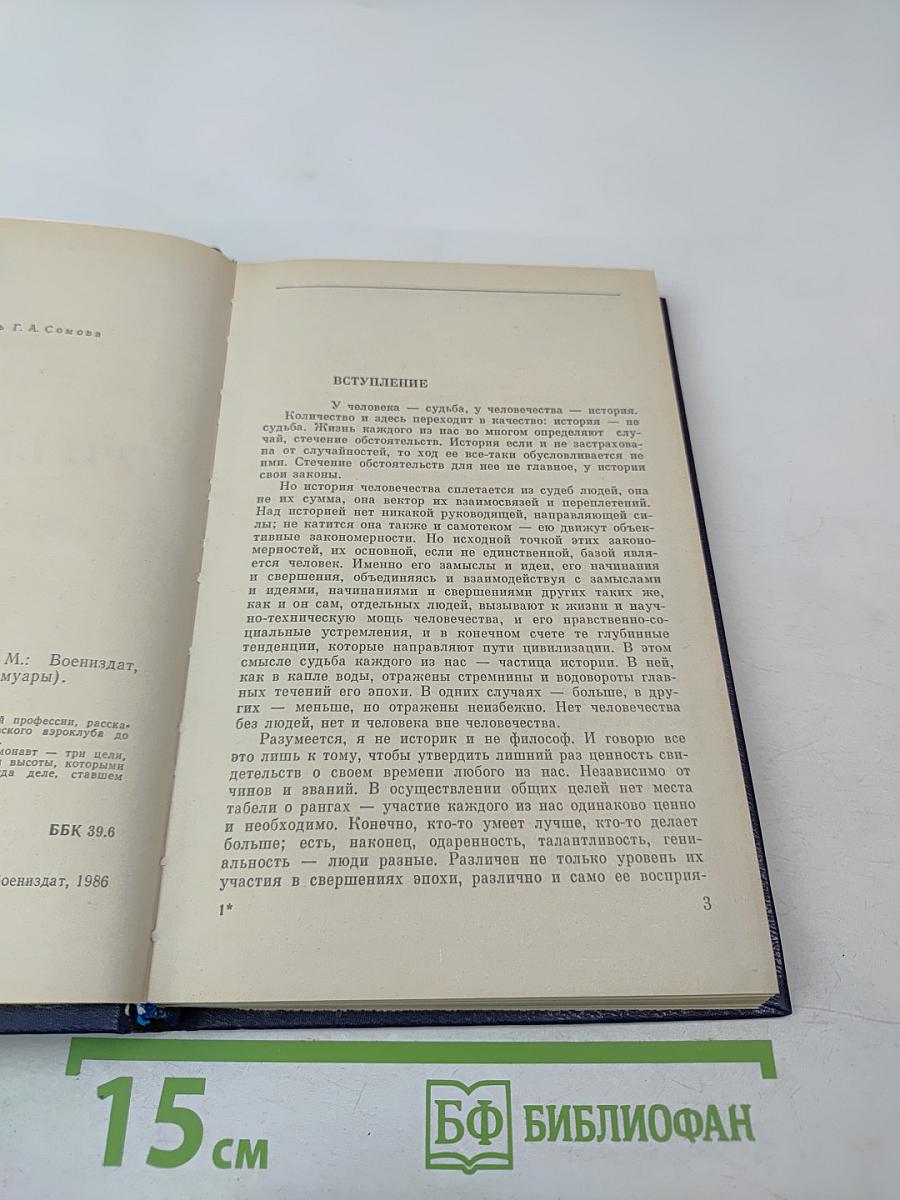 ь Г. А. Сомова
М.: Воениздат,
муары).
й профессии, расска-
ского аэроклуба до
монавт — три цели,
и высоты, которыми
да деле, ставшем
ББК 39.6
оениздат, 1986
ВСТУПЛЕНИЕ
У человека — судьба, у человечества — история.
Количество и здесь переходит в качество: история — не
судьба. Жизнь каждого из нас во многом определяют слу-
чай, стечение обстоятельств. История если и не застрахова-
на от случайностей, то ход ее все-таки обусловливается не
ими. Стечение обстоятельств для нее не главное, у истории
свои законы.
Но история человечества сплетается из судеб людей, она
не их сумма, она вектор их взаимосвязей и переплетений.
Над историей нет никакой руководящей, направляющей си-
лы; не катится она также и самотеком — ею движут объек-
тивные закономерности. Но исходной точкой этих законо-
мерностей, их основной, если не единственной, базой явля-
ется человек. Именно его замыслы и идеи, его начинания
и свершения, объединяясь и взаимодействуя с замыслами
и идеями, начинаниями и свершениями других таких же,
как и он сам, отдельных людей, вызывают к жизни и науч-
но-техническую мощь человечества, и его нравственно-со-
циальные устремления, и в конечном счете те глубинные
тенденции, которые направляют пути цивилизации. В этом
смысле судьба каждого из нас — частица истории. В ней,
как в капле воды, отражены стремнины и водовороты глав-
ных течений его эпохи. В одних случаях — больше, в дру-
гих — меньше, но отражены неизбежно. Нет человечества
без людей, нет и человека вне человечества.
Разумеется, я не историк и не философ. И говорю все
это лишь к тому, чтобы утвердить лишний раз ценность сви-
детельств о своем времени любого из нас. Независимо от
чинов и званий. В осуществлении общих целей нет места
табели о рангах — участие каждого из нас одинаково ценно
и необходимо. Конечно, кто-то умеет лучше, кто-то делает
больше; есть, наконец, одаренность, талантливость, гени-
альность — люди разные. Различен не только уровень их
участия в свершениях эпохи, различно и само ее восприя-
1*
3
15 см
БФ БИБЛИОФАН